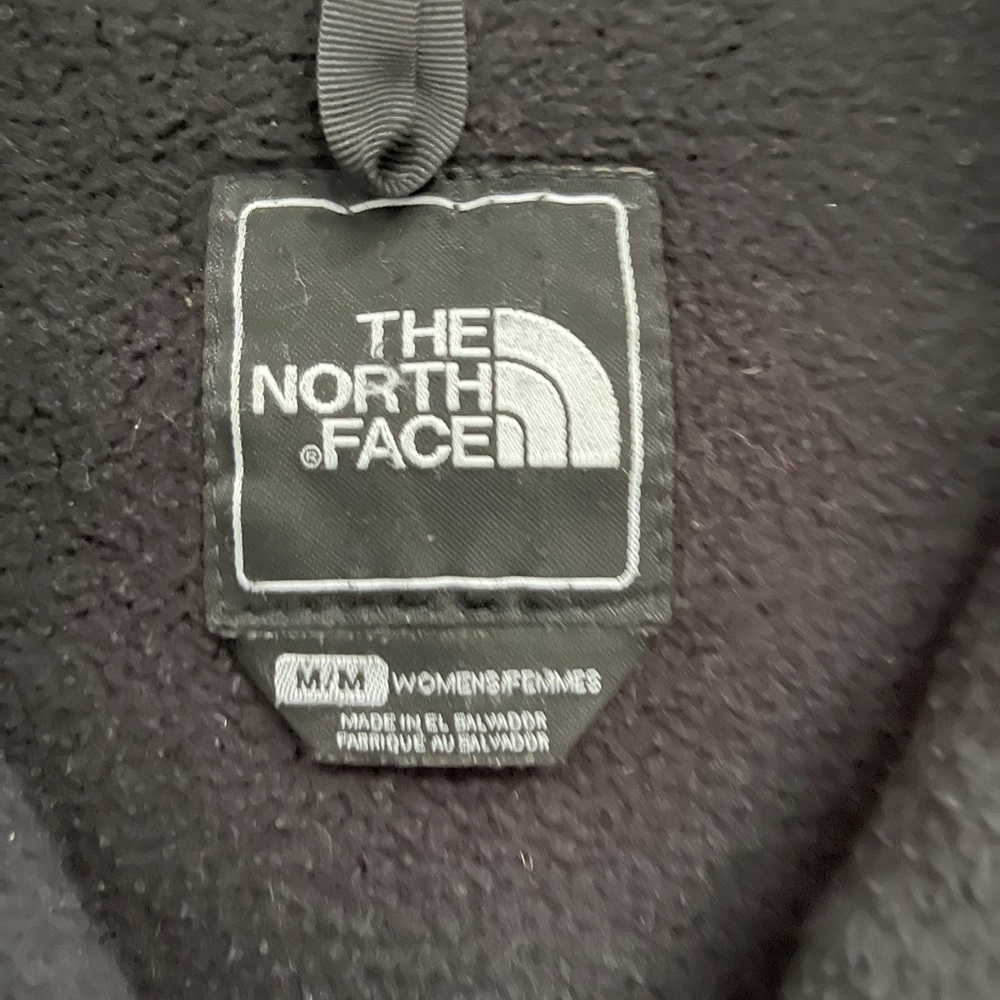 THE
NORTH
®FACE
M/M WOMENS/FEMMES
MADE IN EL SALVADOR
FABRIQUE AU SALVADOR